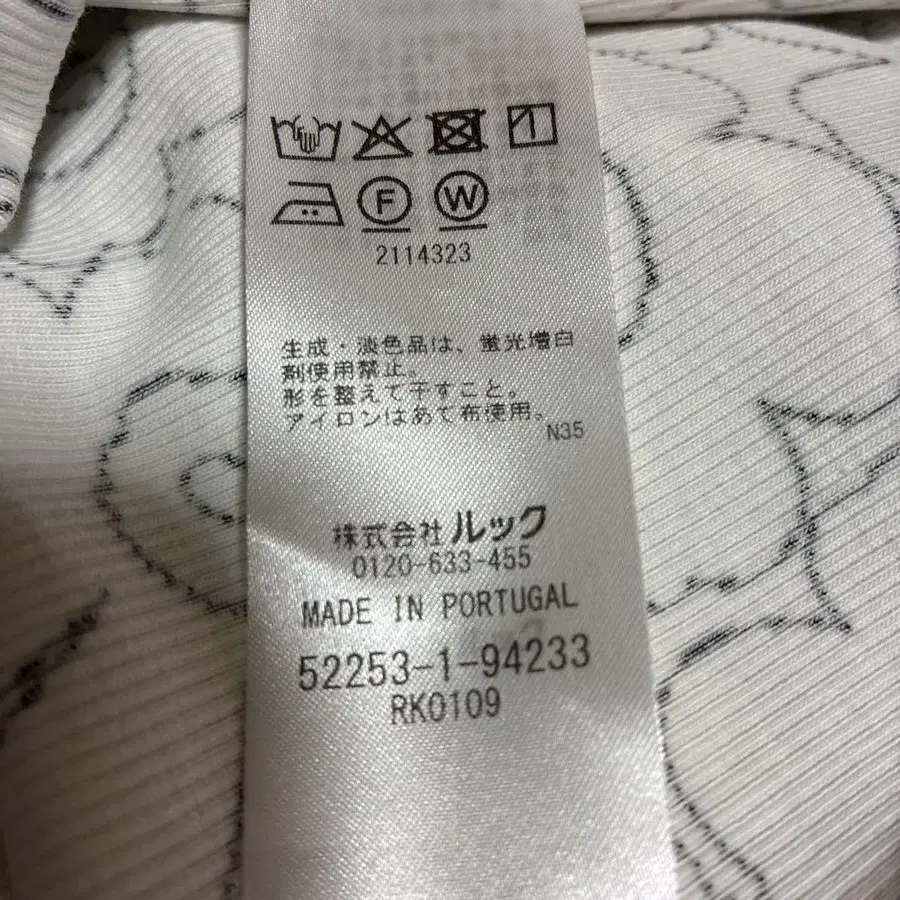 F W
2114323
生成・淡色品は、蛍光増白
剤使用禁止。
形を整えて干すこと。
アイロンはあて布使用。
N35
株式会社ルック
0120-633-455
MADE IN PORTUGAL
52253-1-94233
RK0109